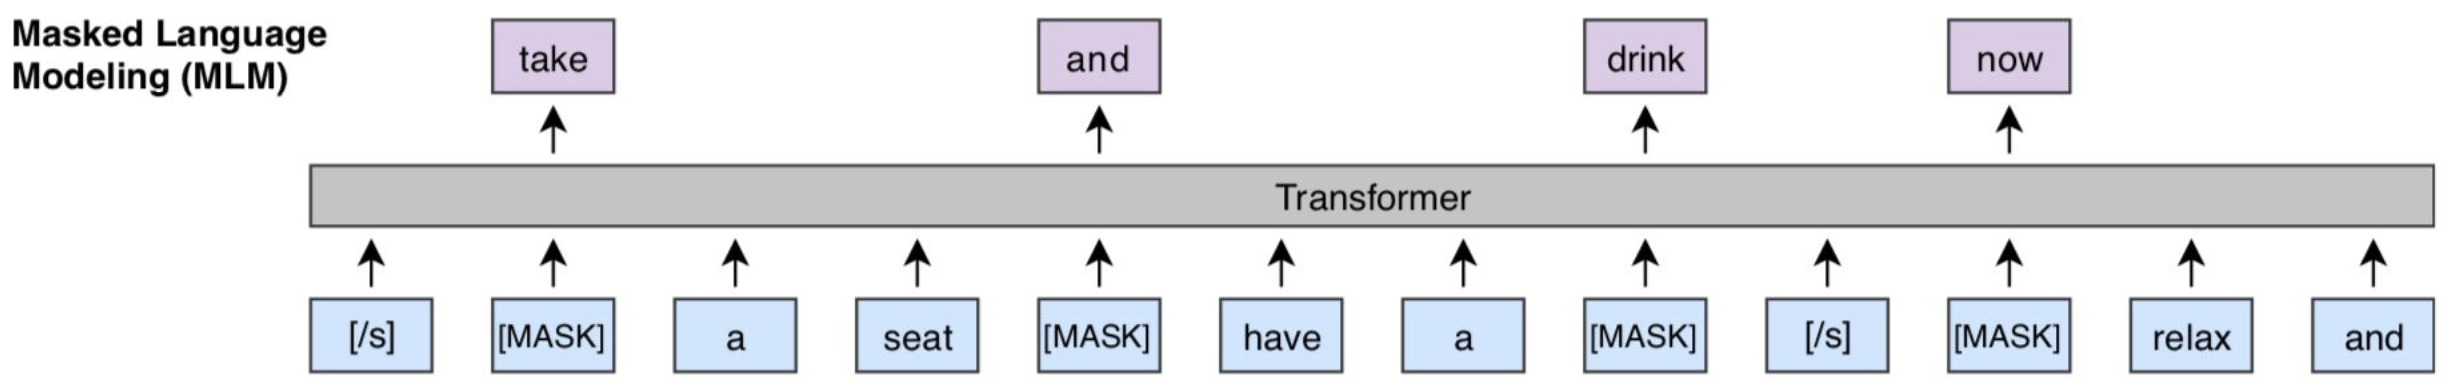 Masked Language
Modeling (MLM)
take and drink now
Transformer
[/s] [MASK] a seat [MASK] have a [MASK] [/s] [MASK] relax and